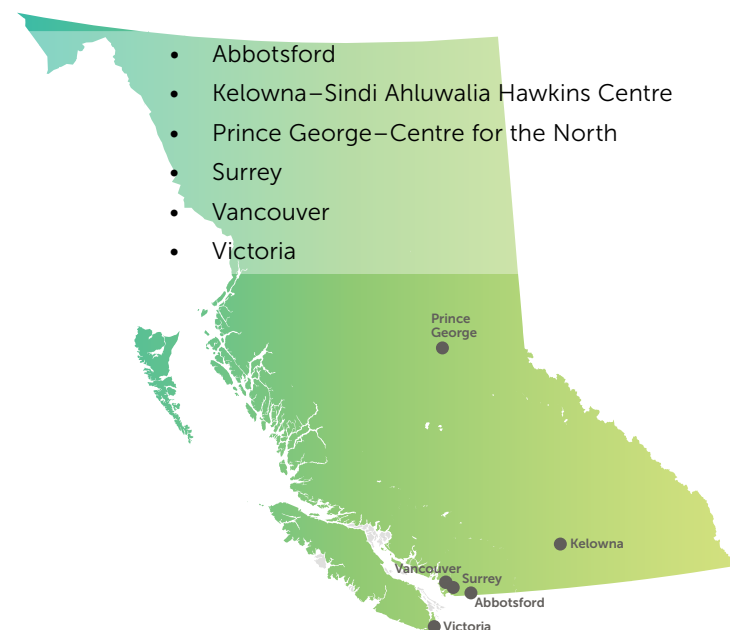 • Abbotsford
• Kelowna–Sindi Ahluwalia Hawkins Centre
• Prince George–Centre for the North
• Surrey
• Vancouver
• Victoria
Prince
George
Kelowna
Vancouver
Surrey
Abbotsford
Victoria